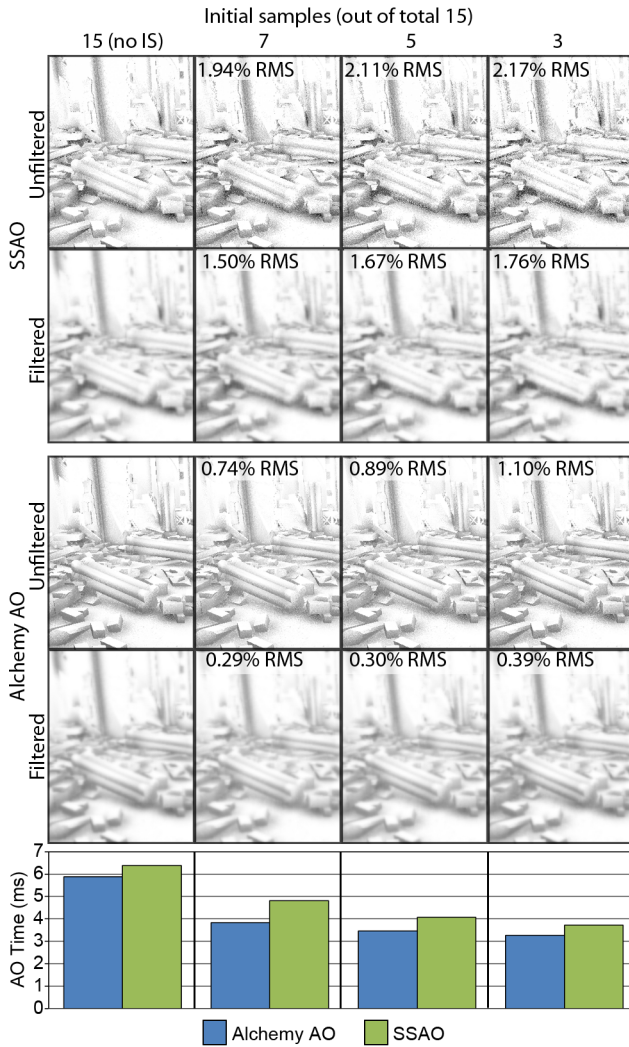 Initial samples (out of total 15)
15 (no IS) 7 5 3
SSAO
Unfiltered
1.94% RMS 2.11% RMS 2.17% RMS
Filtered
1.50% RMS 1.67% RMS 1.76% RMS
Alchemy AO
Unfiltered
0.74% RMS 0.89% RMS 1.10% RMS
Filtered
0.29% RMS 0.30% RMS 0.39% RMS
AO Time (ms)
7
6
5
4
3
2
1
0
Alchemy AO SSAO